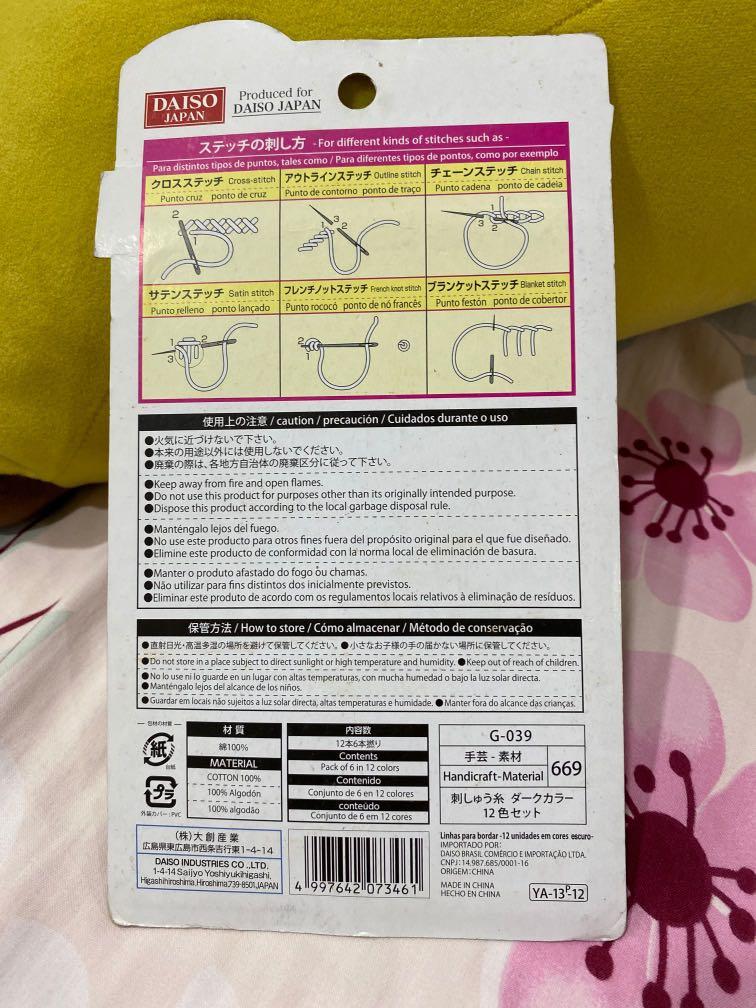 DAISO
JAPAN
Produced for
DAISO JAPAN
ステッチの刺し方 - For different kinds of stitches such as -
Para distintos tipos de puntos, tales como / Para diferentes tipos de pontos, como por exemplo
クロスステッチ Cross-stitch
Punto cruz ponto de cruz
2
1
アウトラインステッチ Outline stitch
Punto de contorno ponto de traço
3
2
1
チェーンステッチ Chain stitch
Punto cadena ponto de cadeia
1
3
2
サテンステッチ Satin stitch
Punto relleno ponto lançado
1
2
3
フレンチノットステッチ French knot stitch
Punto rococó ponto de nó francês
2
1
ブランケットステッチ Blanket stitch
Punto festón ponto de cobertor
使用上の注意 / caution / precaución / Cuidados durante o uso
●火気に近づけないで下さい。
●本来の用途以外には使用しないでください。
●廃棄の際は、各地方自治体の廃棄区分に従って下さい。
●Keep away from fire and open flames.
●Do not use this product for purposes other than its originally intended purpose.
●Dispose this product according to the local garbage disposal rule.
●Manténgalo lejos del fuego.
●No use este producto para otros fines fuera del propósito original para el que fue diseñado.
●Elimine este producto de conformidad con la norma local de eliminación de basura.
●Manter o produto afastado do fogo ou chamas.
●Não utilizar para fins distintos dos inicialmente previstos.
●Eliminar este produto de acordo com os regulamentos locais relativos à eliminação de resíduos.
保管方法 / How to store / Cómo almacenar / Método de conservação
●直射日光・高温多湿の場所を避けて保管してください。●小さなお子様の手の届かない場所に保管してください。
●Do not store in a place subject to direct sunlight or high temperature and humidity. ●Keep out of reach of children.
●No lo use ni lo guarde en un lugar con altas temperaturas, con mucha humedad o bajo la luz solar directa.
●Manténgalo lejos del alcance de los niños.
●Guardar em local não sujeitos a luz solar directa, altas temperaturas e humidade. ●Manter fora do alcance das crianças.
包材の材質
紙
台紙
プラ
外装カバー:PVC
材質
綿100%
MATERIAL
COTTON 100%
100% Algodón
100% algodão
内容数
12本6本撚り
Contents
Pack of 6 in 12 colors
Contenido
Conjunto de 6 en 12 colores
conteúdo
Conjunto de 6 em 12 cores
G-039
手芸 - 素材
Handicraft-Material
669
刺しゅう糸 ダークカラー
12色セット
(株)大創産業
広島県東広島市西条吉行東1-4-14
DAISO INDUSTRIES CO.,LTD.
1-4-14 Saijyo Yoshiyukihigashi,
Higashihiroshima, Hiroshima,739-8501,JAPAN
4 997642 073461
Linhas para bordar -12 unidades em cores escuro-
IMPORTADO POR:
DAISO BRASIL COMÉRCIO E IMPORTAÇÃO LTDA.
CNPJ: 14.987.685/0001-16
ORIGEM: CHINA
MADE IN CHINA
HECHO EN CHINA
YA-13P-12